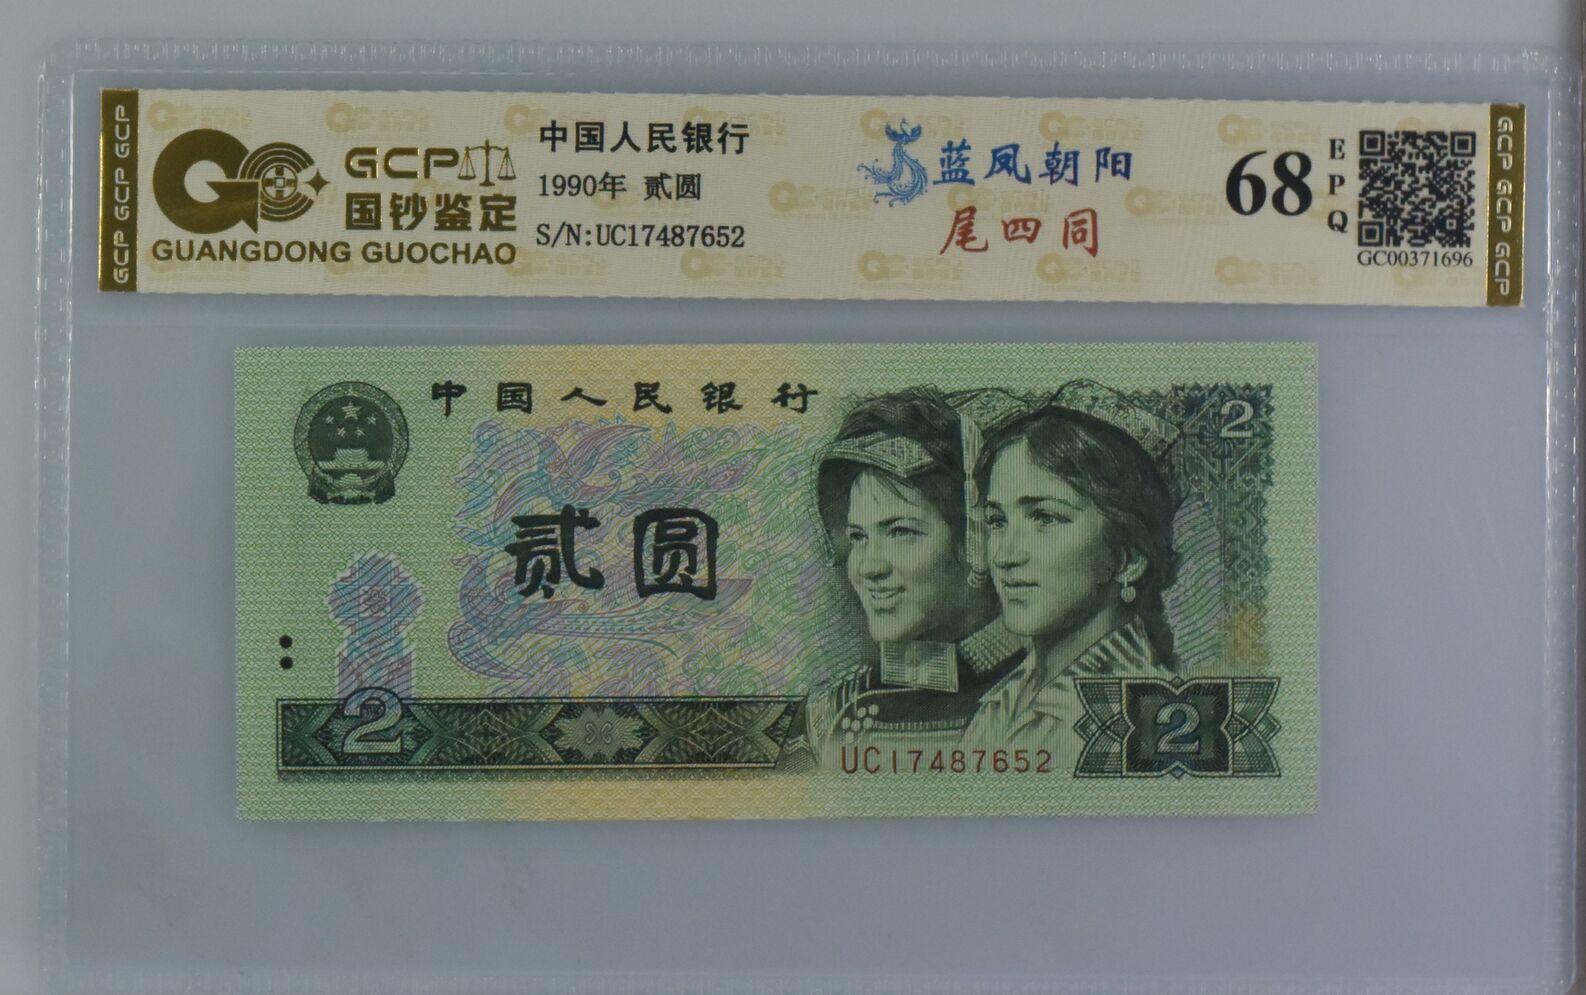 GCP GCP GCP
GCP
国钞鉴定
GUANGDONG GUOCHAO
中国人民银行
1990年 贰圆
S/N:UC17487652
蓝凤朝阳
尾四同
68
EPQ
GC00371696
GCP GCP GCP
中国人民银行
2
贰圆
2
2
UC17487652